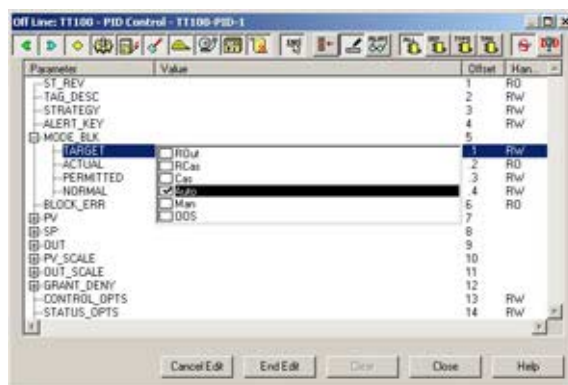 Off Line: TT100 - PID Control - TT100-PID-1
Parameter Value Offset Han...
ST_REV 1 RO
TAG_DESC 2 RW
STRATEGY 3 RW
ALERT_KEY 4 RW
MODE_BLK 5
TARGET ROut .1 RW
ACTUAL RCas .2 RO
PERMITTED Cas .3 RW
NORMAL Auto .4 RW
BLOCK_ERR Man 6 RO
PV OOS 7
SP 8
OUT 9
PV_SCALE 10
OUT_SCALE 11
GRANT_DENY 12
CONTROL_OPTS 13 RW
STATUS_OPTS 14 RW
Cancel Edit End Edit Clear Close Help